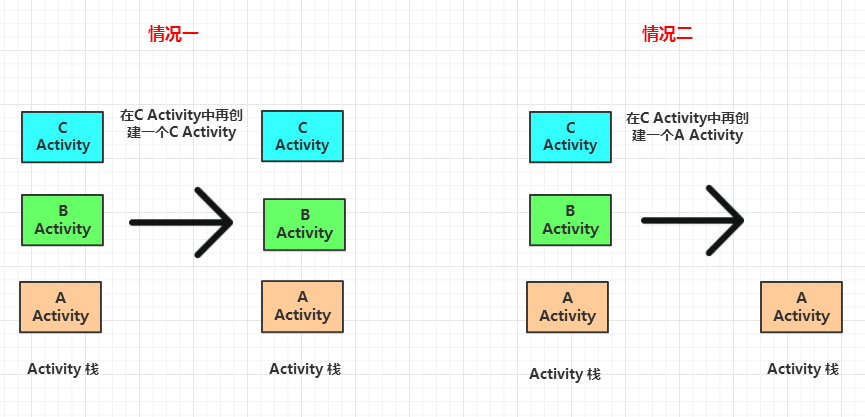 情况一
C
Activity
B
Activity
A
Activity
Activity 栈
在C Activity中再创
建一个C Activity
C
Activity
B
Activity
A
Activity
Activity 栈
情况二
C
Activity
B
Activity
A
Activity
Activity 栈
在C Activity中再创
建一个A Activity
A
Activity
Activity 栈